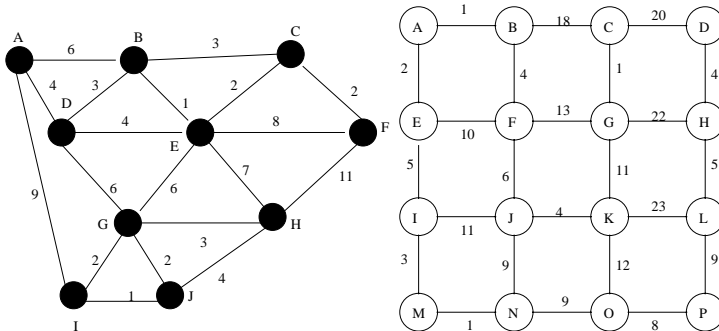 A
B
C
6
3
4
D
3
1
2
2
4
E
8
F
9
6
6
7
11
G
3
H
2
2
4
1
I
J
A 1 B 18 C 20 D
2 4 1 4
E 10 F 13 G 22 H
5 6 11 5
I 11 J 4 K 23 L
3 9 12 9
M 1 N 9 O 8 P